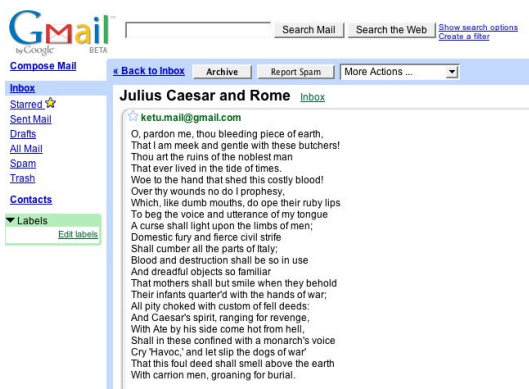 Gmail
by Google BETA
Search Mail Search the Web Show search options
Create a filter
Compose Mail
Inbox
Starred
Sent Mail
Drafts
All Mail
Spam
Trash
Contacts
Labels
Edit labels
« Back to Inbox Archive Report Spam More Actions ...
Julius Caesar and Rome Inbox
ketu.mail@gmail.com
O, pardon me, thou bleeding piece of earth,
That I am meek and gentle with these butchers!
Thou art the ruins of the noblest man
That ever lived in the tide of times.
Woe to the hand that shed this costly blood!
Over thy wounds no do I prophesy,
Which, like dumb mouths, do ope their ruby lips
To beg the voice and utterance of my tongue
A curse shall light upon the limbs of men;
Domestic fury and fierce civil strife
Shall cumber all the parts of Italy;
Blood and destruction shall be so in use
And dreadful objects so familiar
That mothers shall but smile when they behold
Their infants quarter'd with the hands of war;
All pity choked with custom of fell deeds:
And Caesar's spirit, ranging for revenge,
With Ate by his side come hot from hell,
Shall in these confined with a monarch's voice
Cry 'Havoc,' and let slip the dogs of war'
That this foul deed shall smell above the earth
With carrion men, groaning for burial.